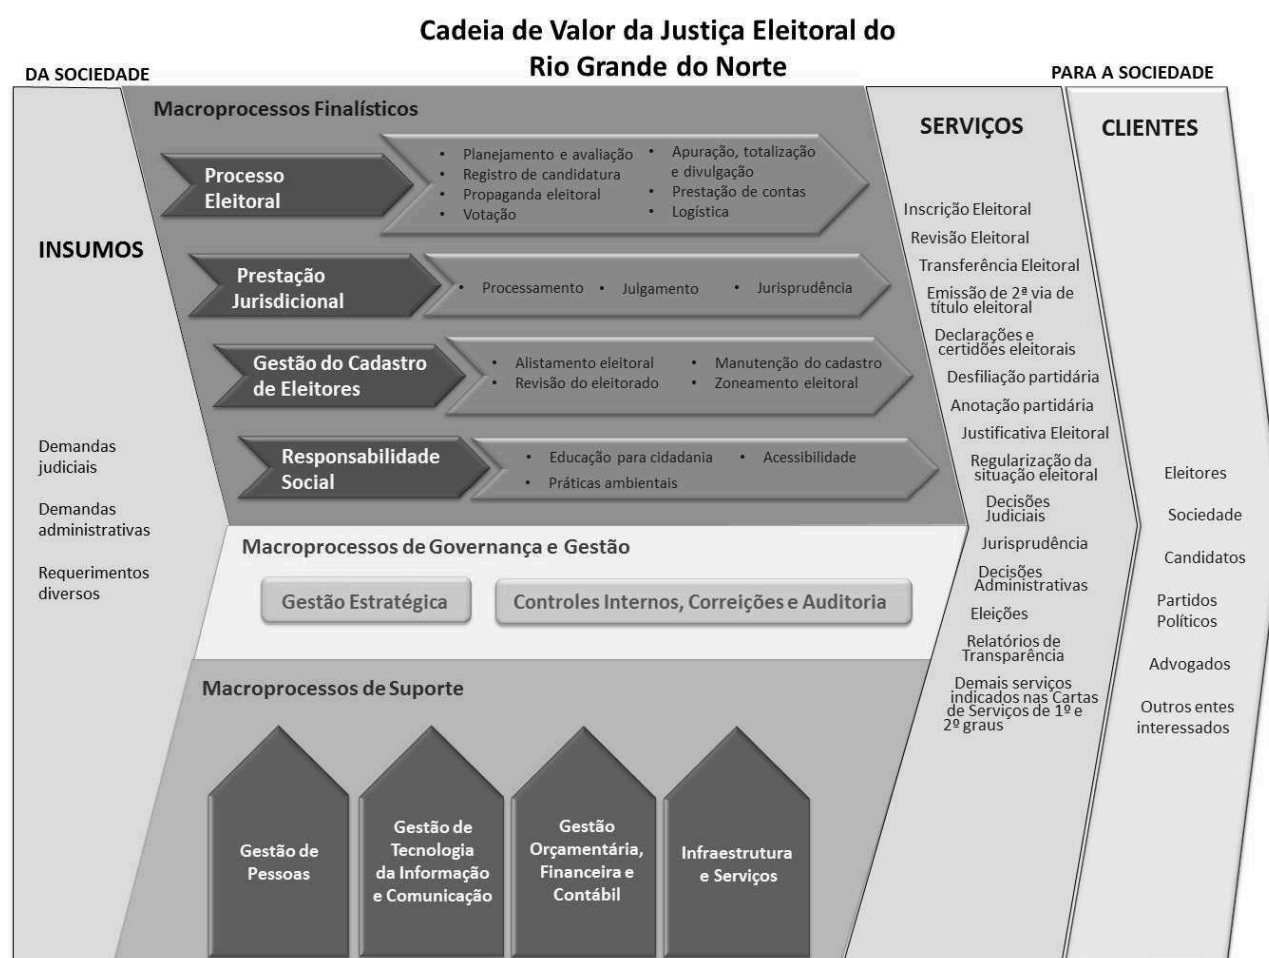 Cadeia de Valor da Justiça Eleitoral do
Rio Grande do Norte
DA SOCIEDADE
PARA A SOCIEDADE
INSUMOS
Demandas
judiciais
Demandas
administrativas
Requerimentos
diversos
Macroprocessos Finalísticos
Processo
Eleitoral
• Planejamento e avaliação
• Registro de candidatura
• Propaganda eleitoral
• Votação
• Apuração, totalização
e divulgação
• Prestação de contas
• Logística
Prestação
Jurisdicional
• Processamento • Julgamento • Jurisprudência
Gestão do Cadastro
de Eleitores
• Alistamento eleitoral
• Revisão do eleitorado
• Manutenção do cadastro
• Zoneamento eleitoral
Responsabilidade
Social
• Educação para cidadania
• Práticas ambientais
• Acessibilidade
Macroprocessos de Governança e Gestão
Gestão Estratégica
Controles Internos, Correições e Auditoria
Macroprocessos de Suporte
Gestão de
Pessoas
Gestão de
Tecnologia
da Informação
e Comunicação
Gestão
Orçamentária,
Financeira e
Contábil
Infraestrutura
e Serviços
SERVIÇOS
Inscrição Eleitoral
Revisão Eleitoral
Transferência Eleitoral
Emissão de 2ª via de
título eleitoral
Declarações e
certidões eleitorais
Desfiliação partidária
Anotação partidária
Justificativa Eleitoral
Regularização da
situação eleitoral
Decisões
Judiciais
Jurisprudência
Decisões
Administrativas
Eleições
Relatórios de
Transparência
Demais serviços
indicados nas Cartas
de Serviços de 1º e
2º graus
CLIENTES
Eleitores
Sociedade
Candidatos
Partidos
Políticos
Advogados
Outros entes
interessados